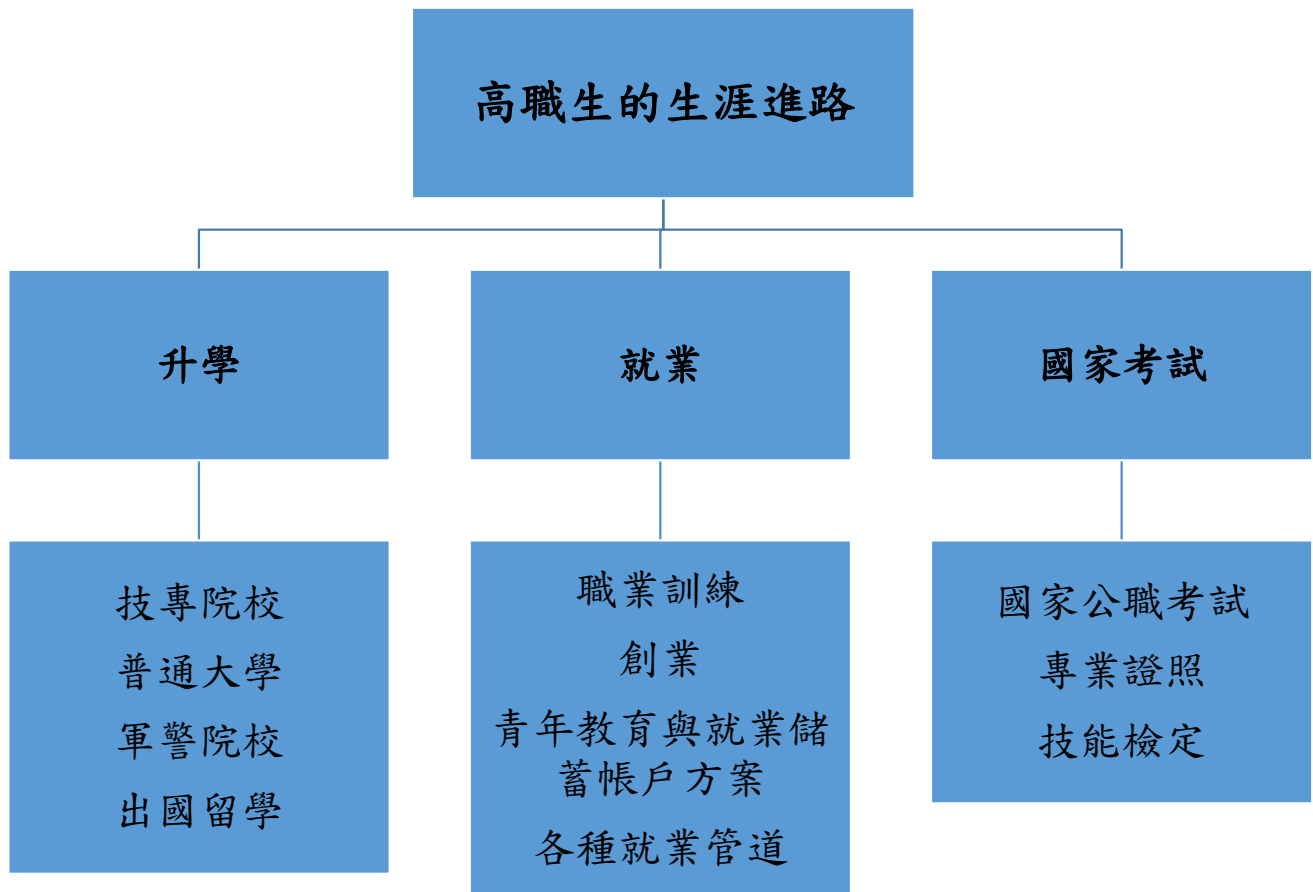 高職生的生涯進路
升學
就業
國家考試
技專院校
普通大學
軍警院校
出國留學
職業訓練
創業
青年教育與就業儲
蓄帳戶方案
各種就業管道
國家公職考試
專業證照
技能檢定